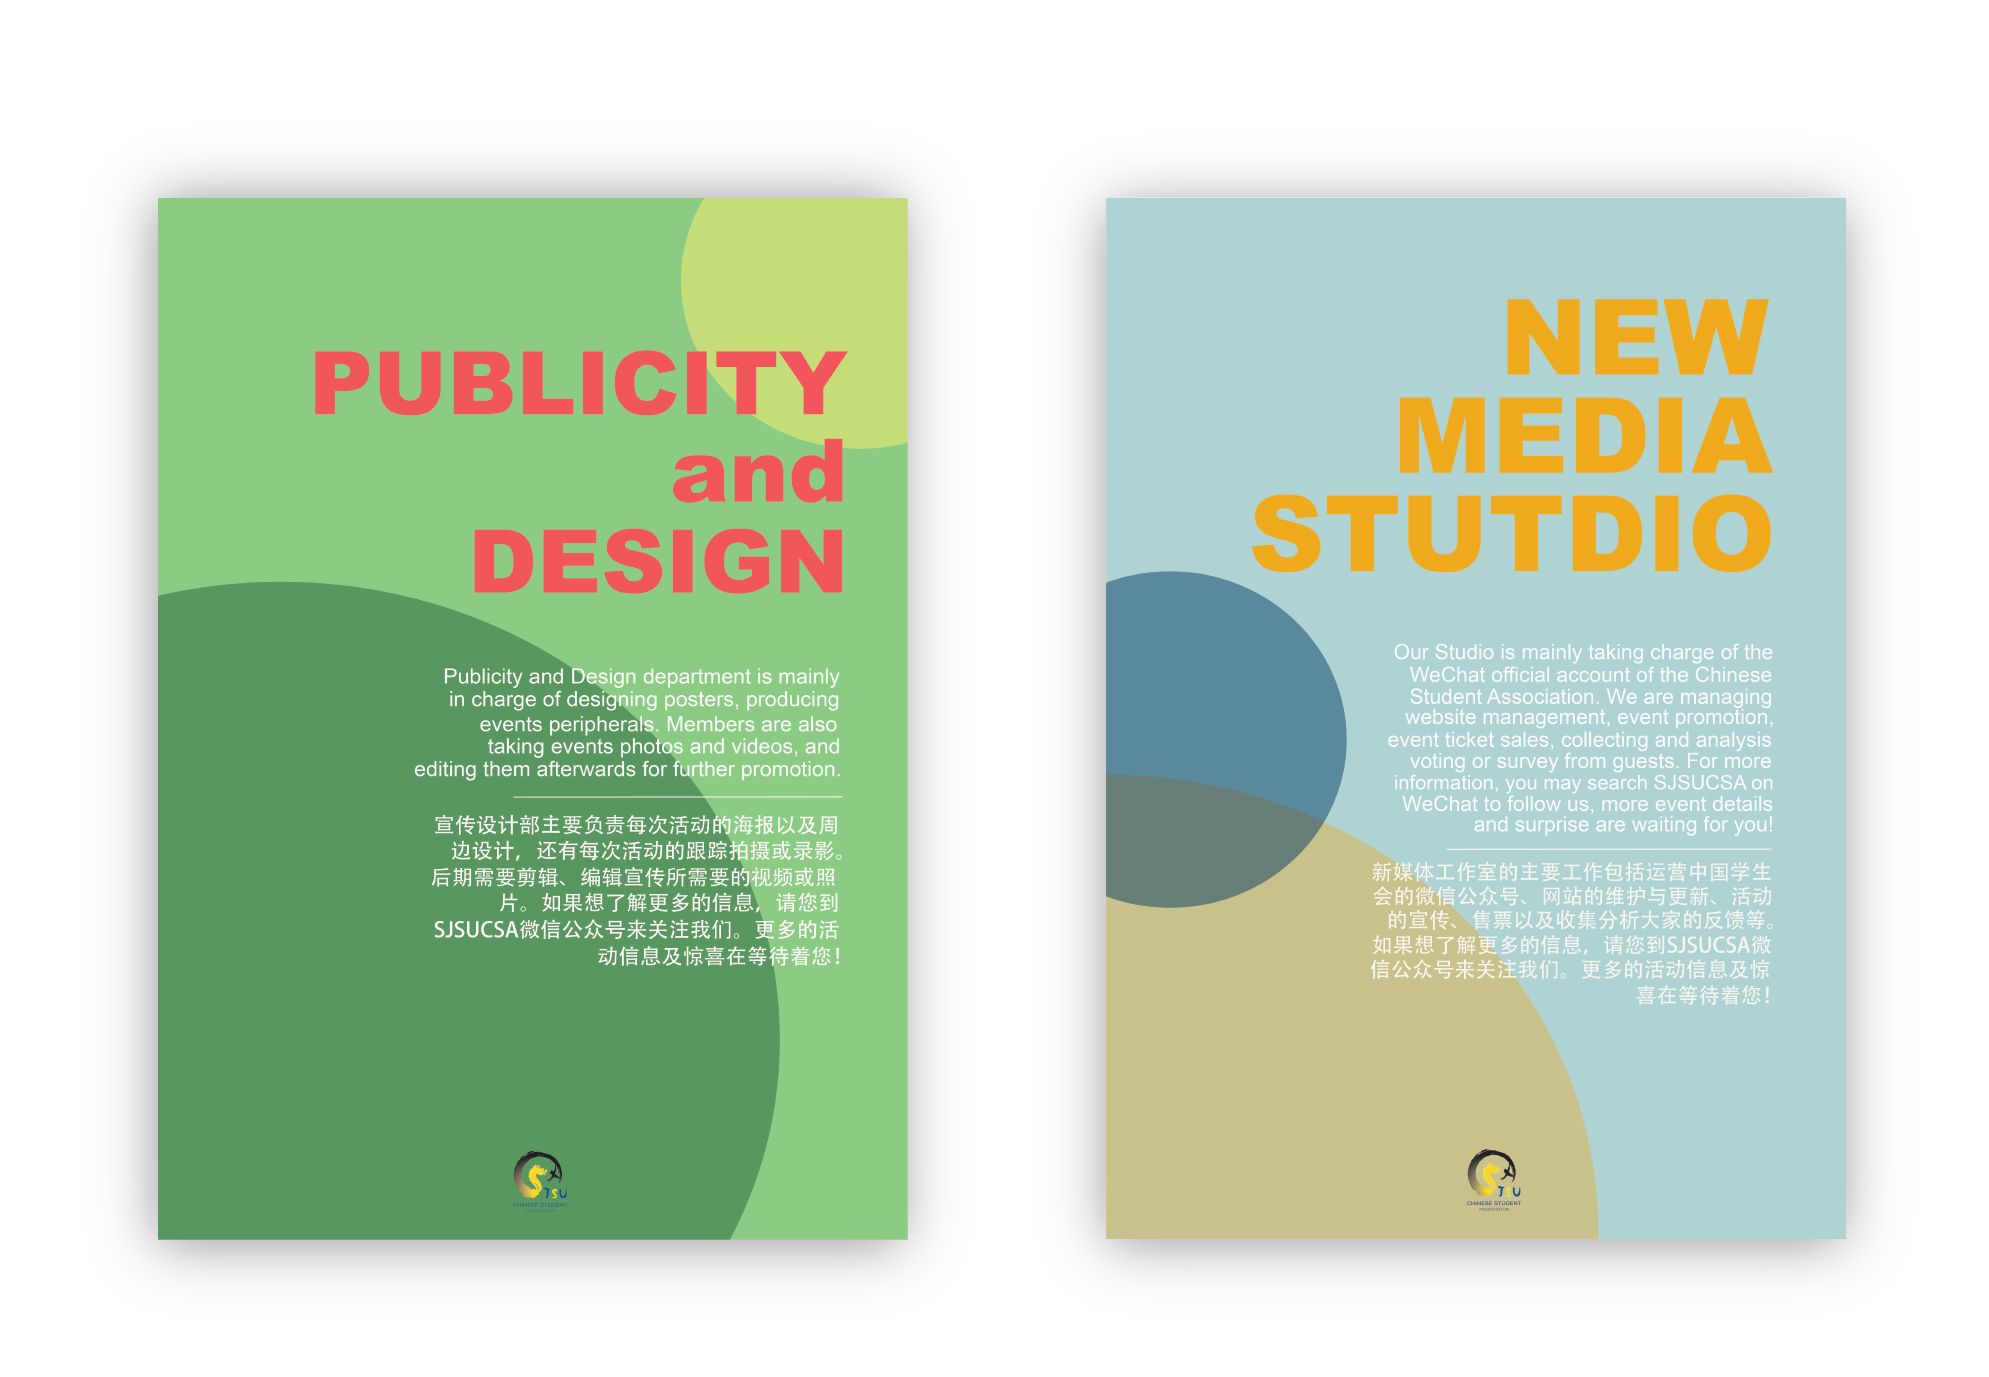 PUBLICITY
and
DESIGN
Publicity and Design department is mainly
in charge of designing posters, producing
events peripherals. Members are also
taking events photos and videos, and
editing them afterwards for further promotion.
宣传设计部主要负责每次活动的海报以及周
边设计，还有每次活动的跟踪拍摄或录影。
后期需要剪辑、编辑宣传所需要的视频或照
片。如果想了解更多的信息，请您到
SJSUCSA微信公众号来关注我们。更多的活
动信息及惊喜在等待着您！
SJSU
CHINESE STUDENT
ASSOCIATION
NEW
MEDIA
STUTDIO
Our Studio is mainly taking charge of the
WeChat official account of the Chinese
Student Association. We are managing
website management, event promotion,
event ticket sales, collecting and analysis
voting or survey from guests. For more
information, you may search SJSUCSA on
WeChat to follow us, more event details
and surprise are waiting for you!
新媒体工作室的主要工作包括运营中国学生
会的微信公众号、网站的维护与更新、活动
的宣传、售票以及收集分析大家的反馈等。
如果想了解更多的信息，请您到SJSUCSA微
信公众号来关注我们。更多的活动信息及惊
喜在等待着您！
SJSU
CHINESE STUDENT
ASSOCIATION